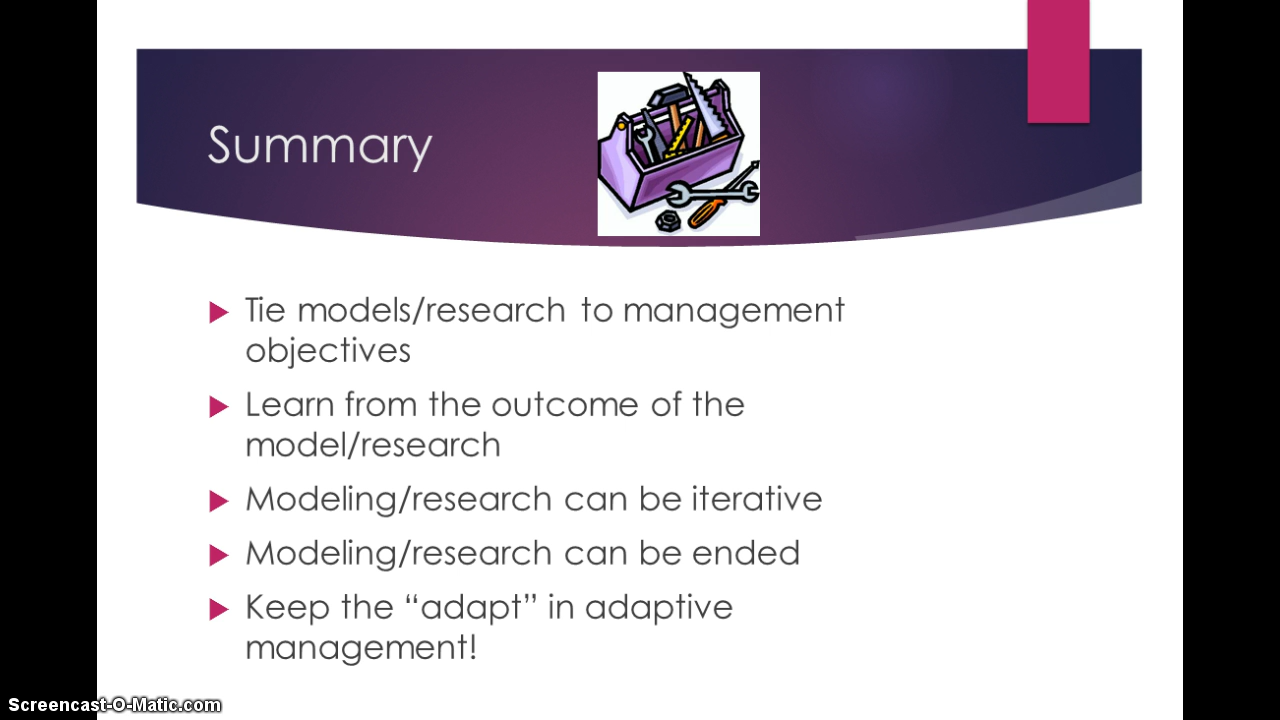 Summary
Tie models/research to management
objectives
Learn from the outcome of the
model/research
Modeling/research can be iterative
Modeling/research can be ended
Keep the “adapt” in adaptive
management!
Screencast-O-Matic.com